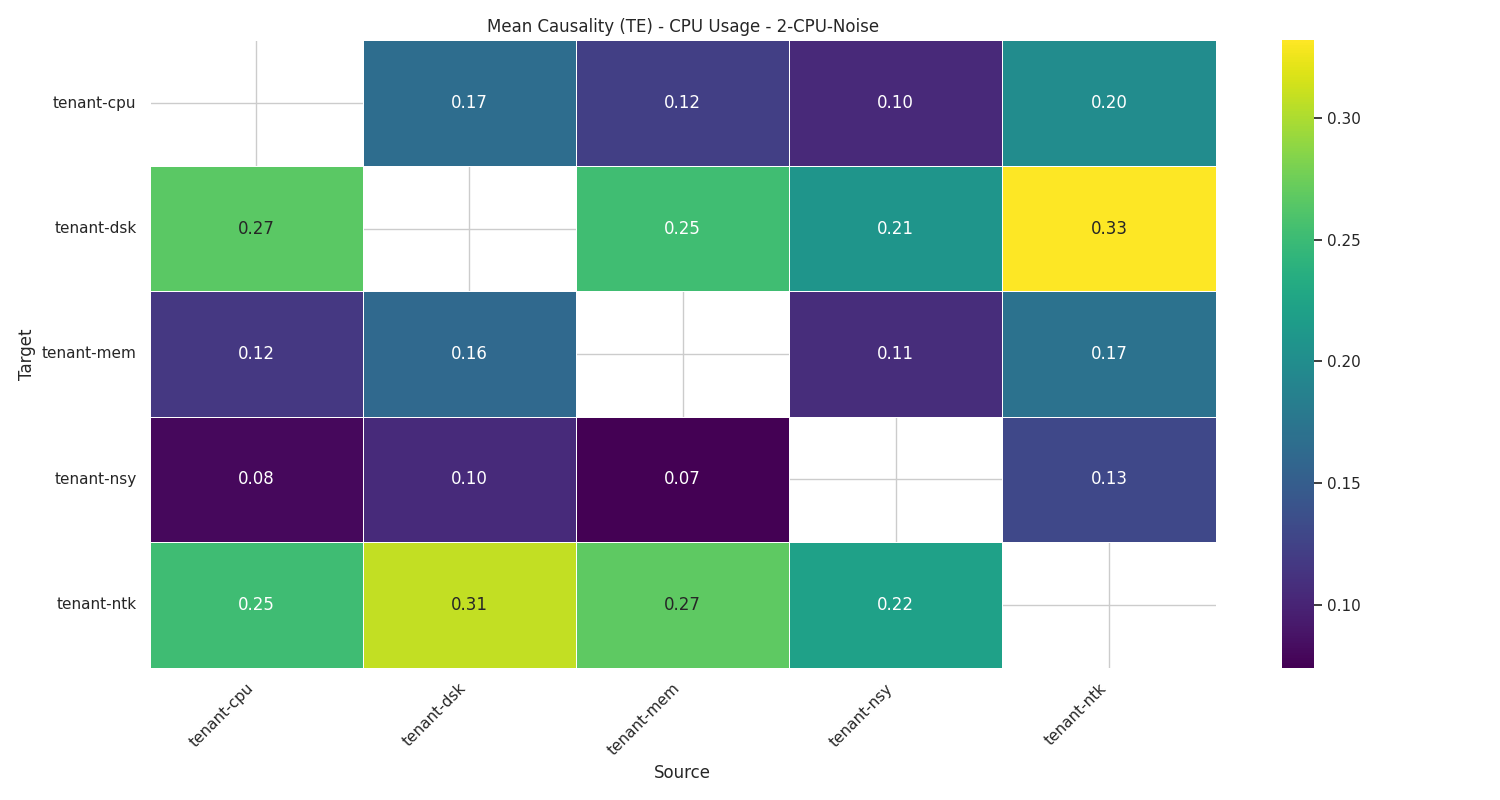 Mean Causality (TE) - CPU Usage - 2-CPU-Noise
tenant-cpu
0.17
0.12
0.10
0.20
0.30
tenant-dsk
0.27
0.25
0.21
0.33
0.25
Target
tenant-mem
0.12
0.16
0.11
0.17
0.20
tenant-nsy
0.08
0.10
0.07
0.13
0.15
tenant-ntk
0.25
0.31
0.27
0.22
0.10
tenant-cpu
tenant-dsk
tenant-mem
tenant-nsy
tenant-ntk
Source